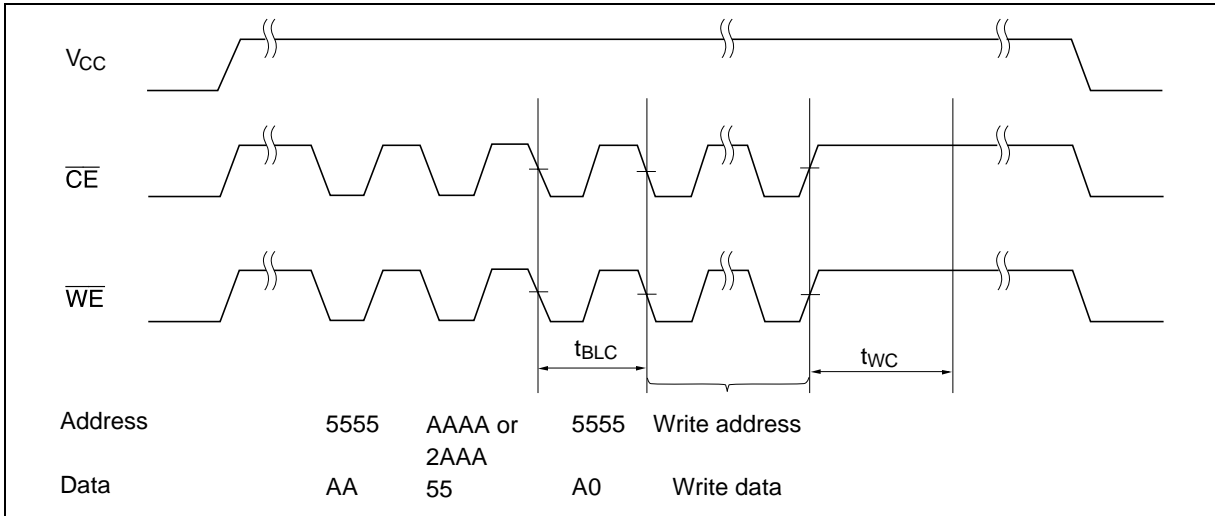 VCC
CE
WE
tBLC
tWC
Address 5555 AAAA or 5555 Write address
2AAA
Data AA 55 A0 Write data